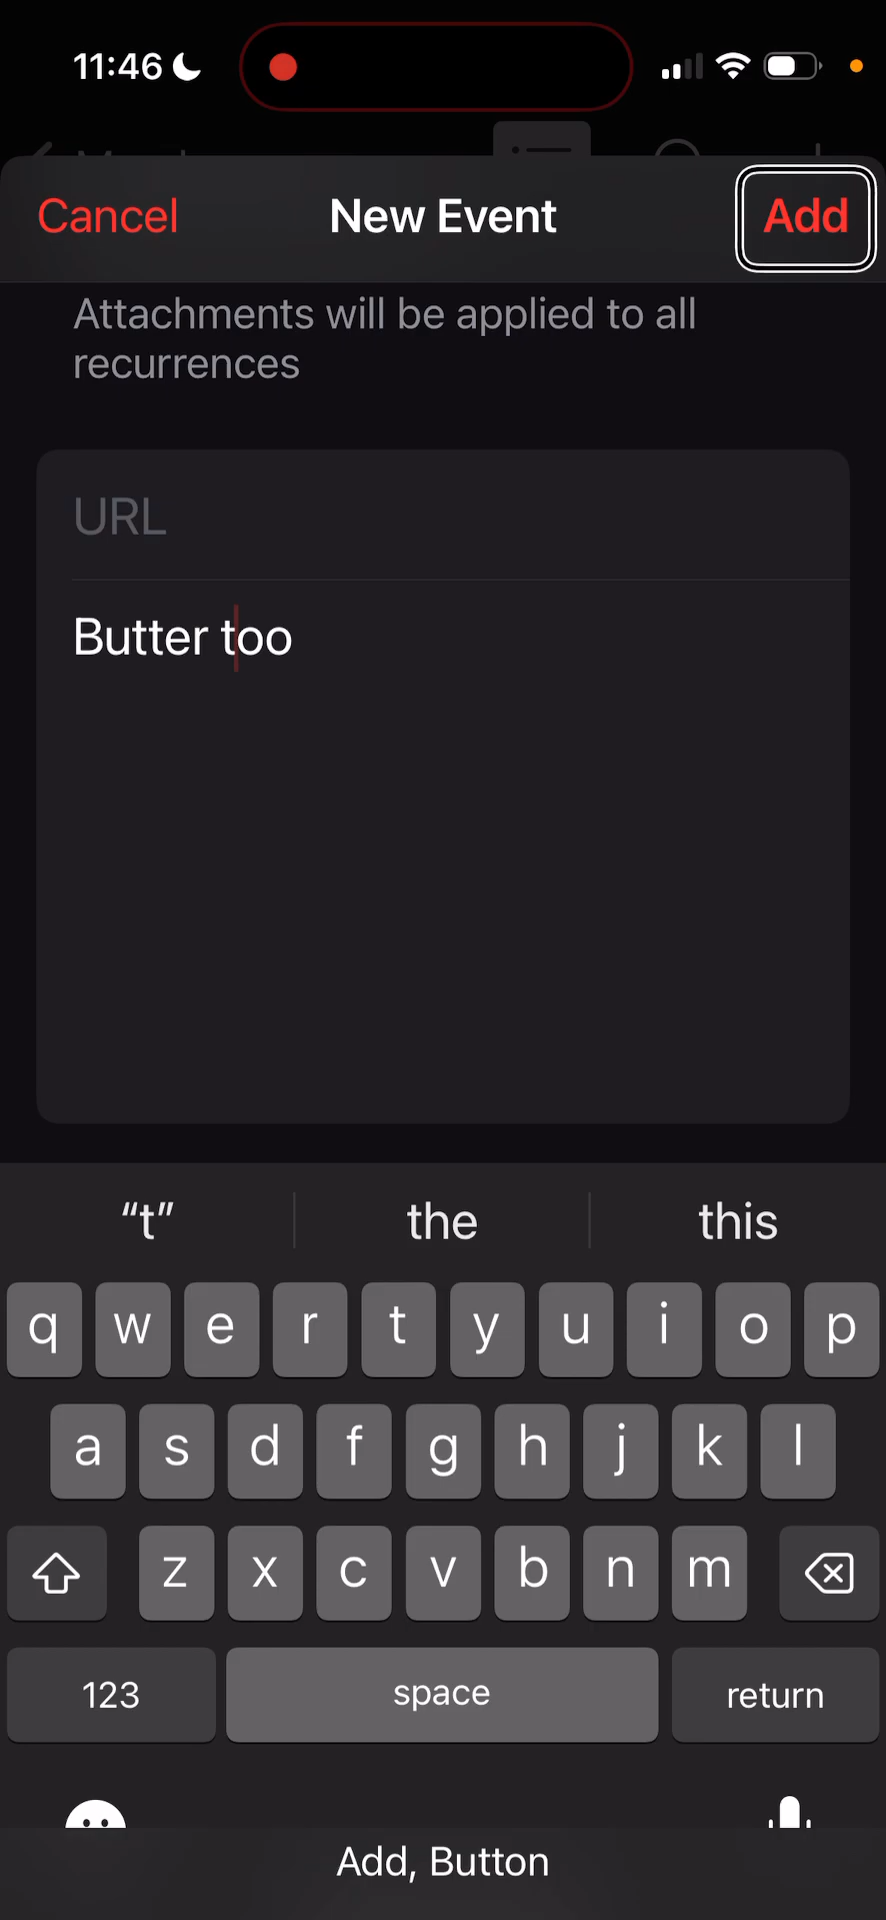 11:46
Cancel
New Event
Add
Attachments will be applied to all
recurrences
URL
Butter too
“t”
the
this
q w e r t y u i o p
a s d f g h j k l
z x c v b n m
123
space
return
Add, Button